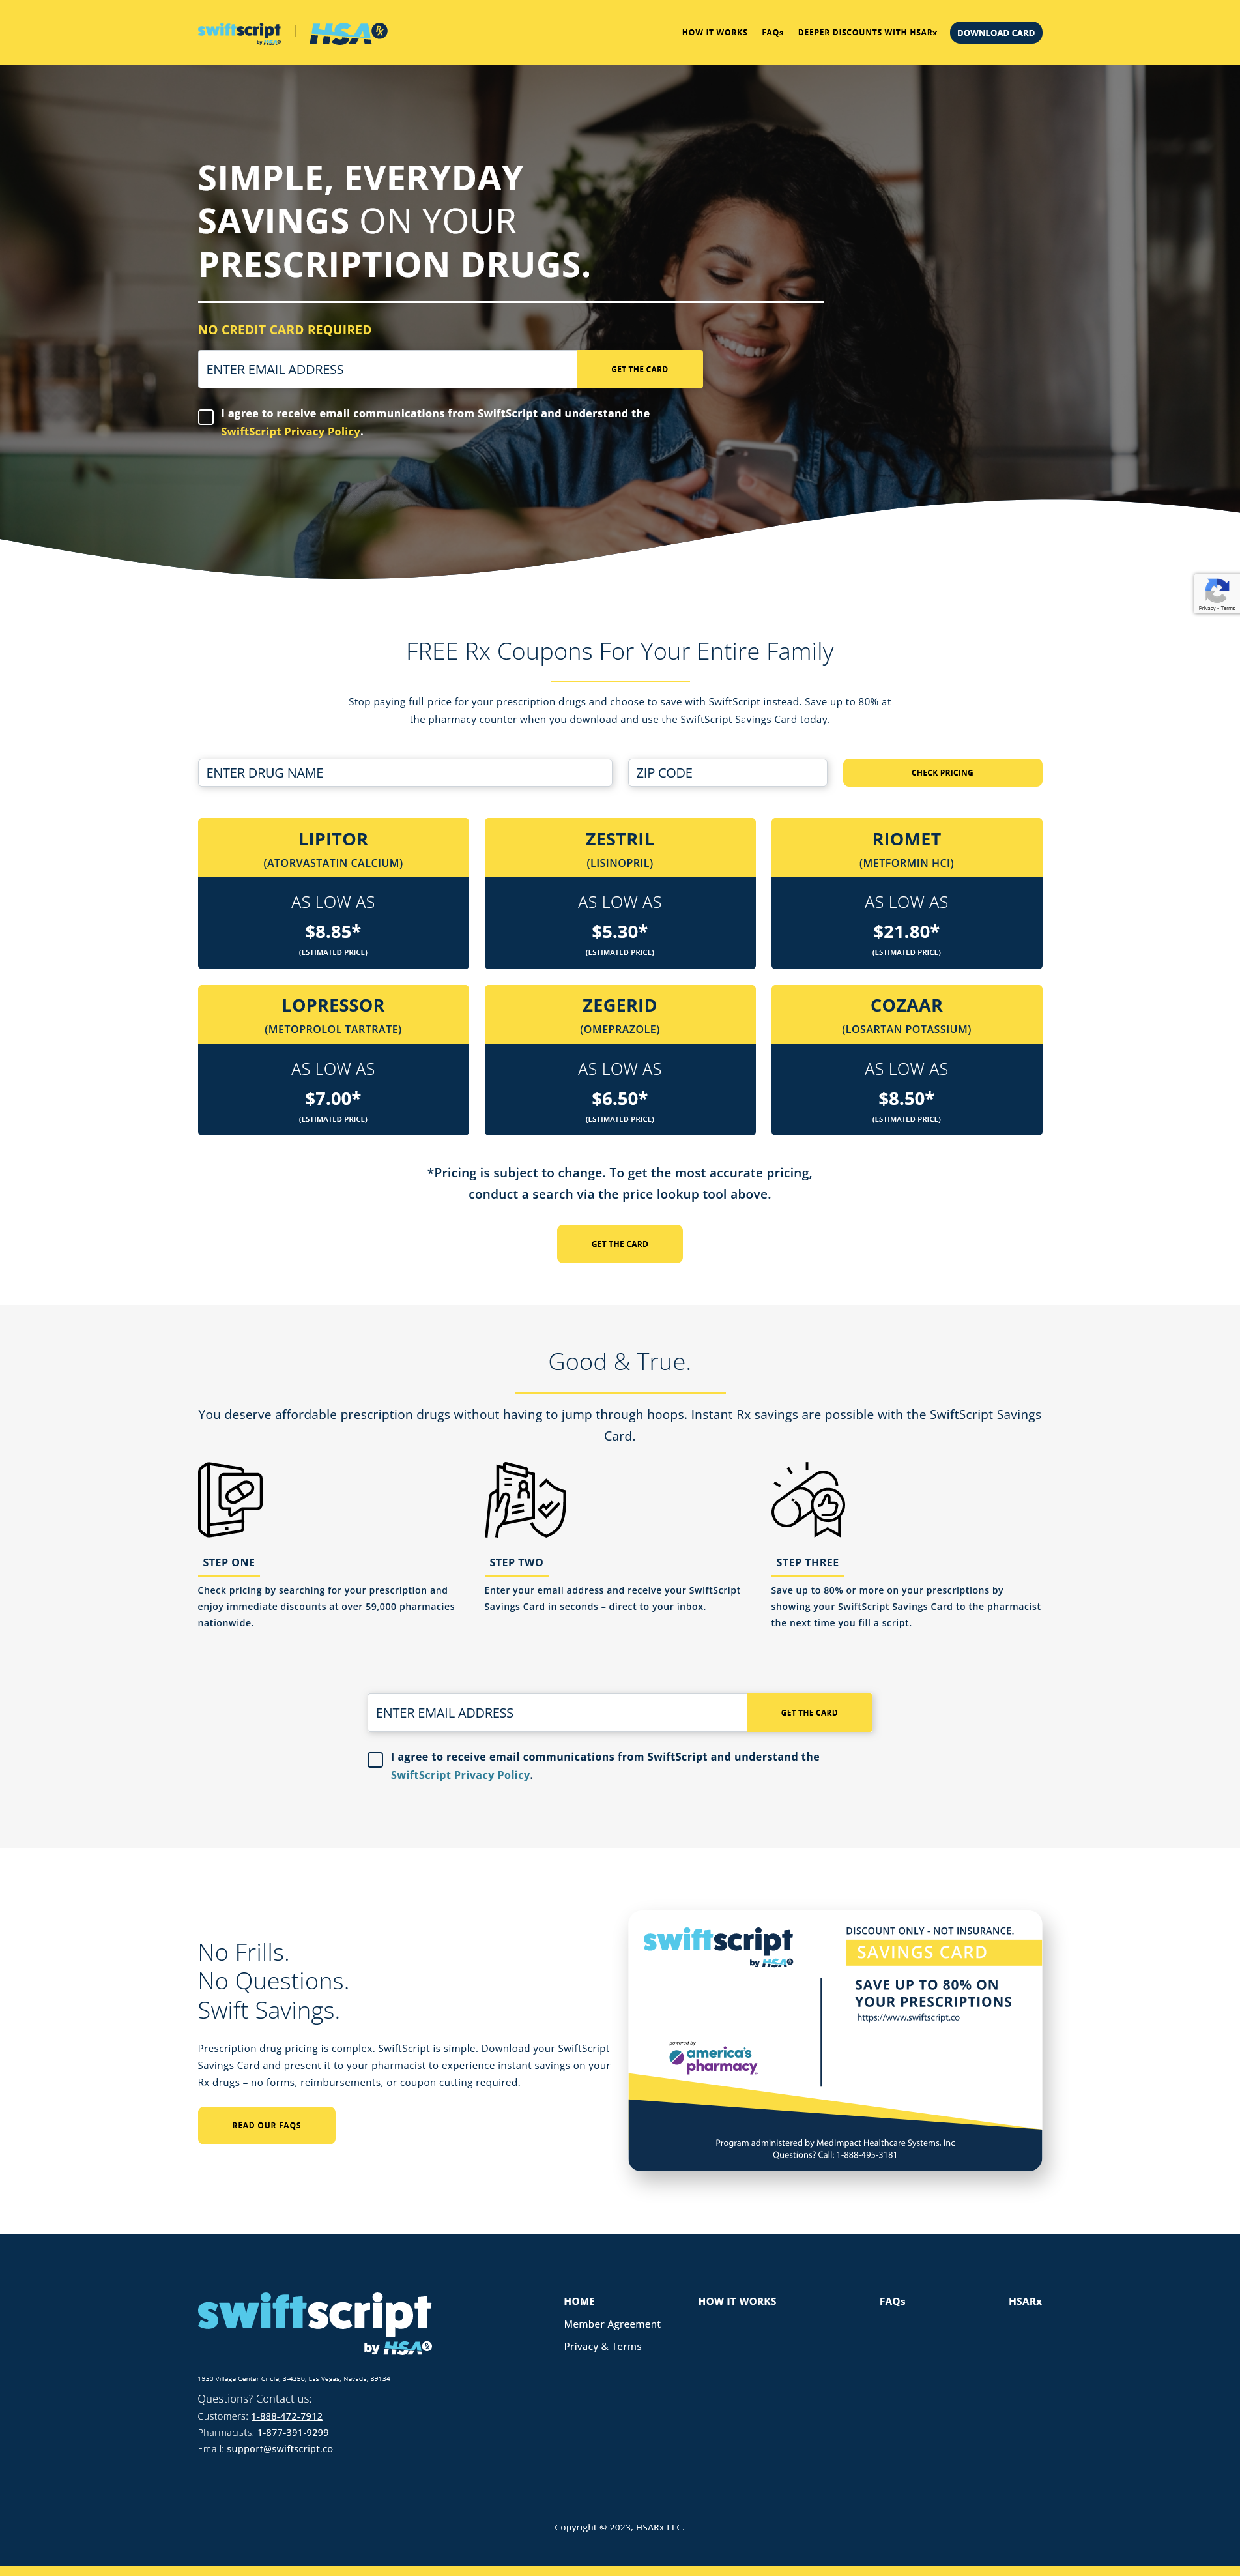 swiftscript
by HSA Rx
HSA Rx
HOW IT WORKS
FAQs
DEEPER DISCOUNTS WITH HSARx
DOWNLOAD CARD
SIMPLE, EVERYDAY
SAVINGS ON YOUR
PRESCRIPTION DRUGS.
NO CREDIT CARD REQUIRED
ENTER EMAIL ADDRESS
GET THE CARD
I agree to receive email communications from SwiftScript and understand the
SwiftScript Privacy Policy.
Privacy - Terms
FREE Rx Coupons For Your Entire Family
Stop paying full-price for your prescription drugs and choose to save with SwiftScript instead. Save up to 80% at
the pharmacy counter when you download and use the SwiftScript Savings Card today.
ENTER DRUG NAME
ZIP CODE
CHECK PRICING
LIPITOR
(ATORVASTATIN CALCIUM)
AS LOW AS
$8.85*
(ESTIMATED PRICE)
ZESTRIL
(LISINOPRIL)
AS LOW AS
$5.30*
(ESTIMATED PRICE)
RIOMET
(METFORMIN HCI)
AS LOW AS
$21.80*
(ESTIMATED PRICE)
LOPRESSOR
(METOPROLOL TARTRATE)
AS LOW AS
$7.00*
(ESTIMATED PRICE)
ZEGERID
(OMEPRAZOLE)
AS LOW AS
$6.50*
(ESTIMATED PRICE)
COZAAR
(LOSARTAN POTASSIUM)
AS LOW AS
$8.50*
(ESTIMATED PRICE)
*Pricing is subject to change. To get the most accurate pricing,
conduct a search via the price lookup tool above.
GET THE CARD
Good & True.
You deserve affordable prescription drugs without having to jump through hoops. Instant Rx savings are possible with the SwiftScript Savings
Card.
STEP ONE
Check pricing by searching for your prescription and
enjoy immediate discounts at over 59,000 pharmacies
nationwide.
STEP TWO
Enter your email address and receive your SwiftScript
Savings Card in seconds – direct to your inbox.
STEP THREE
Save up to 80% or more on your prescriptions by
showing your SwiftScript Savings Card to the pharmacist
the next time you fill a script.
ENTER EMAIL ADDRESS
GET THE CARD
I agree to receive email communications from SwiftScript and understand the
SwiftScript Privacy Policy.
No Frills.
No Questions.
Swift Savings.
Prescription drug pricing is complex. SwiftScript is simple. Download your SwiftScript
Savings Card and present it to your pharmacist to experience instant savings on your
Rx drugs – no forms, reimbursements, or coupon cutting required.
READ OUR FAQS
swiftscript
by HSA Rx
powered by
america's
pharmacy
DISCOUNT ONLY - NOT INSURANCE.
SAVINGS CARD
SAVE UP TO 80% ON
YOUR PRESCRIPTIONS
https://www.swiftscript.co
Program administered by MedImpact Healthcare Systems, Inc
Questions? Call: 1-888-495-3181
swiftscript
by HSA Rx
1930 Village Center Circle, 3-4250, Las Vegas, Nevada, 89134
Questions? Contact us:
Customers: 1-888-472-7912
Pharmacists: 1-877-391-9299
Email: support@swiftscript.co
HOME
Member Agreement
Privacy & Terms
HOW IT WORKS
FAQs
HSARx
Copyright © 2023, HSARx LLC.